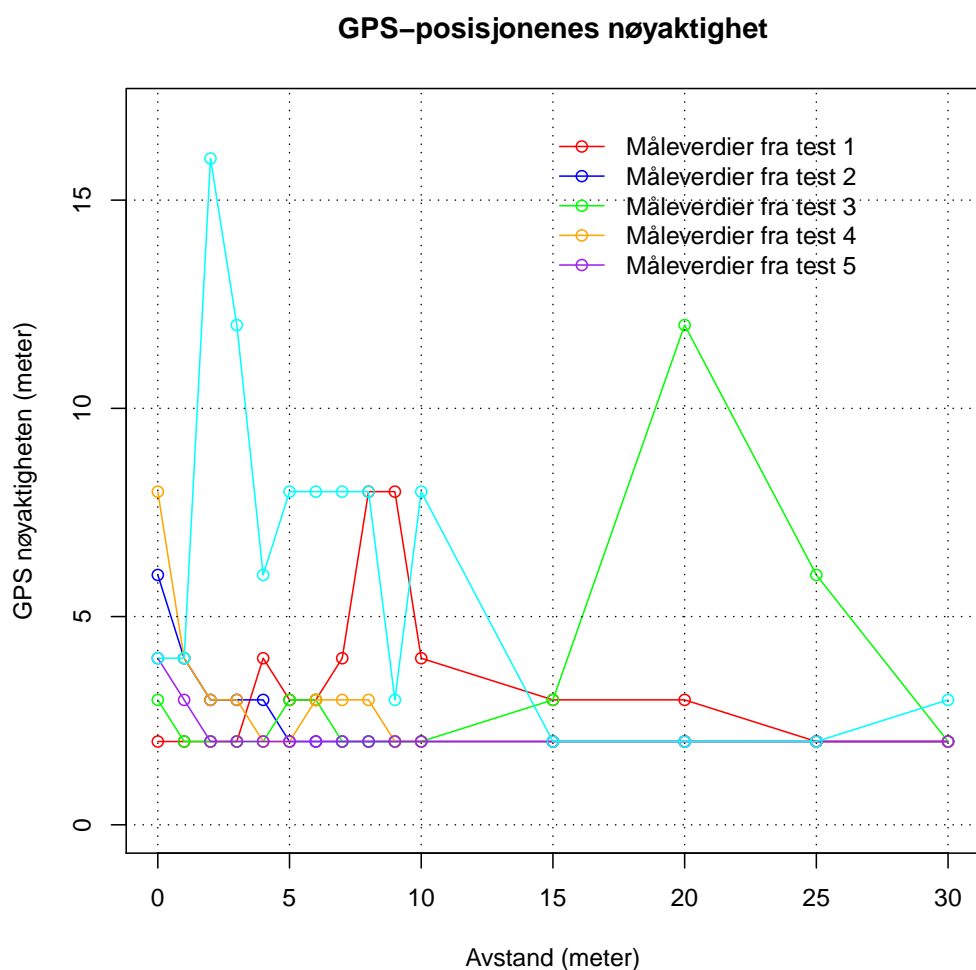 GPS−posisjonenes nøyaktighet
GPS nøyaktigheten (meter)
15
10
5
0
Måleverdier fra test 1
Måleverdier fra test 2
Måleverdier fra test 3
Måleverdier fra test 4
Måleverdier fra test 5
0 5 10 15 20 25 30
Avstand (meter)